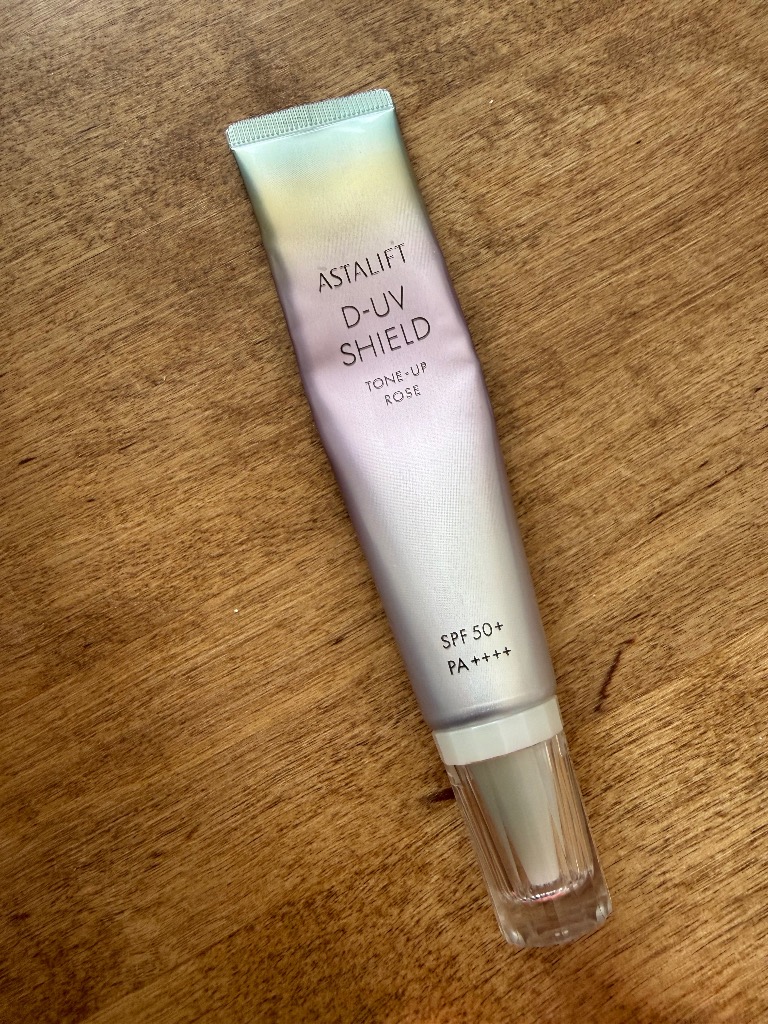 ASTALIFT
D-UV
SHIELD
TONE-UP
ROSE
SPF 50+
PA++++